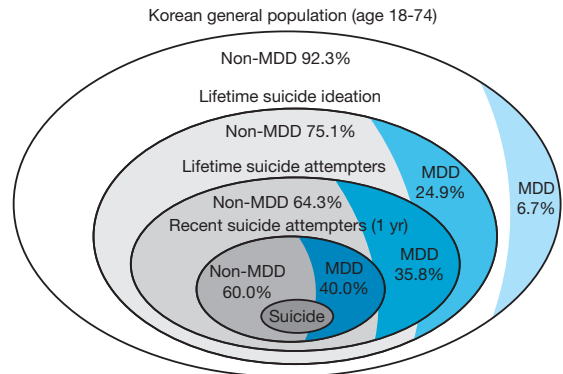 Korean general population (age 18-74)
Non-MDD 92.3%
Lifetime suicide ideation
Non-MDD 75.1%
Lifetime suicide attempters
MDD
24.9%
MDD
6.7%
Non-MDD 64.3%
Recent suicide attempters (1 yr)
MDD
35.8%
Non-MDD
60.0%
MDD
40.0%
Suicide